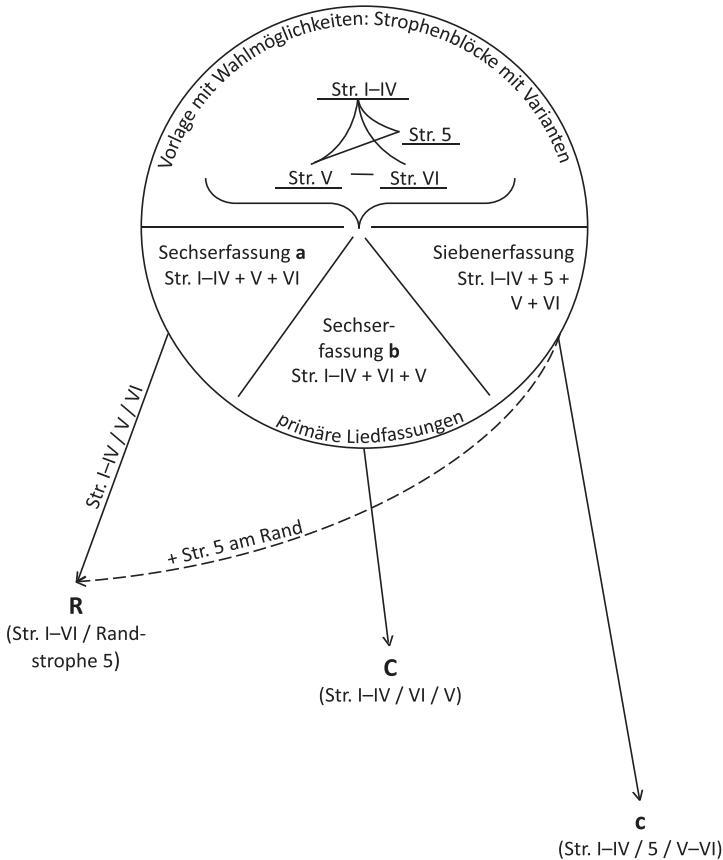 Vorlage mit Wahlmöglichkeiten: Strophenblöcke mit Varianten
Str. I–IV
Str. 5
Str. V — Str. VI
Sechserfassung a
Str. I–IV + V + VI
Siebenerfassung
Str. I–IV + 5 +
V + VI
Sechser-
fassung b
Str. I–IV + VI + V
primäre Liedfassungen
Str. I–IV / V / VI
+ Str. 5 am Rand
R
(Str. I–VI / Rand-
strophe 5)
C
(Str. I–IV / VI / V)
c
(Str. I–IV / 5 / V–VI)